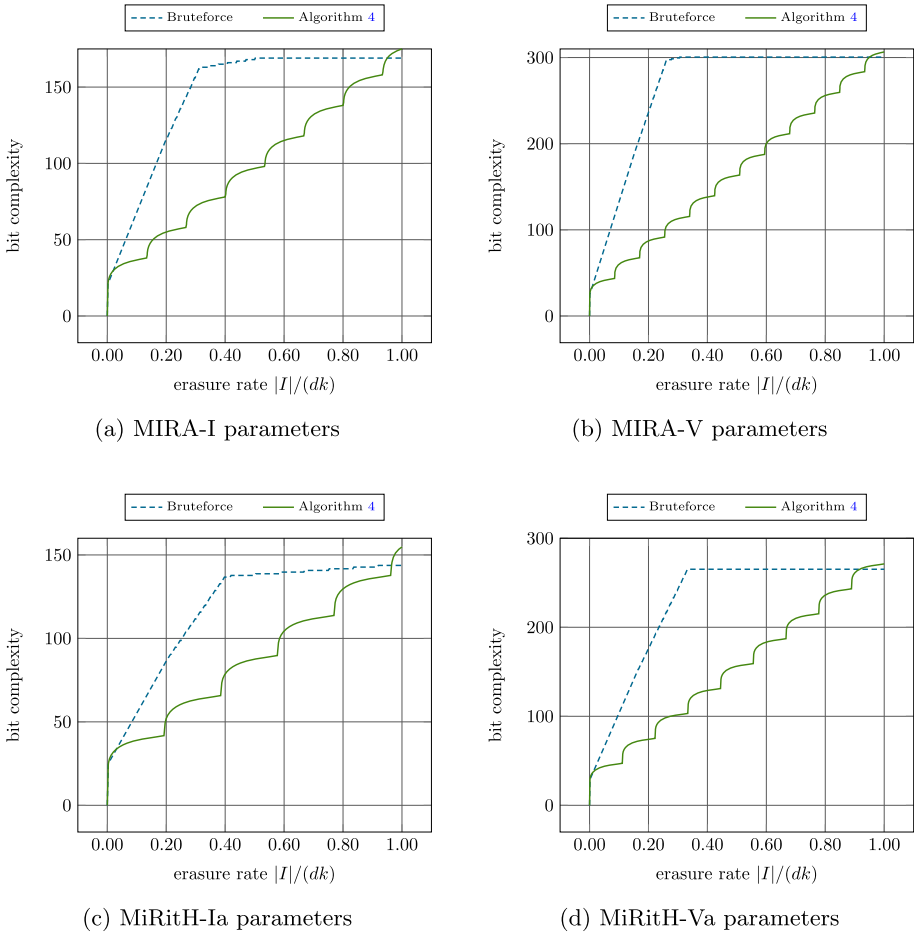 Bruteforce Algorithm 4
Bruteforce Algorithm 4
150
100
50
0
bit complexity
0.00 0.20 0.40 0.60 0.80 1.00
erasure rate |I|/(dk)
(a) MIRA-I parameters
300
200
100
0
bit complexity
0.00 0.20 0.40 0.60 0.80 1.00
erasure rate |I|/(dk)
(b) MIRA-V parameters
Bruteforce Algorithm 4
Bruteforce Algorithm 4
150
100
50
0
bit complexity
0.00 0.20 0.40 0.60 0.80 1.00
erasure rate |I|/(dk)
(c) MiRitH-Ia parameters
300
200
100
0
bit complexity
0.00 0.20 0.40 0.60 0.80 1.00
erasure rate |I|/(dk)
(d) MiRitH-Va parameters